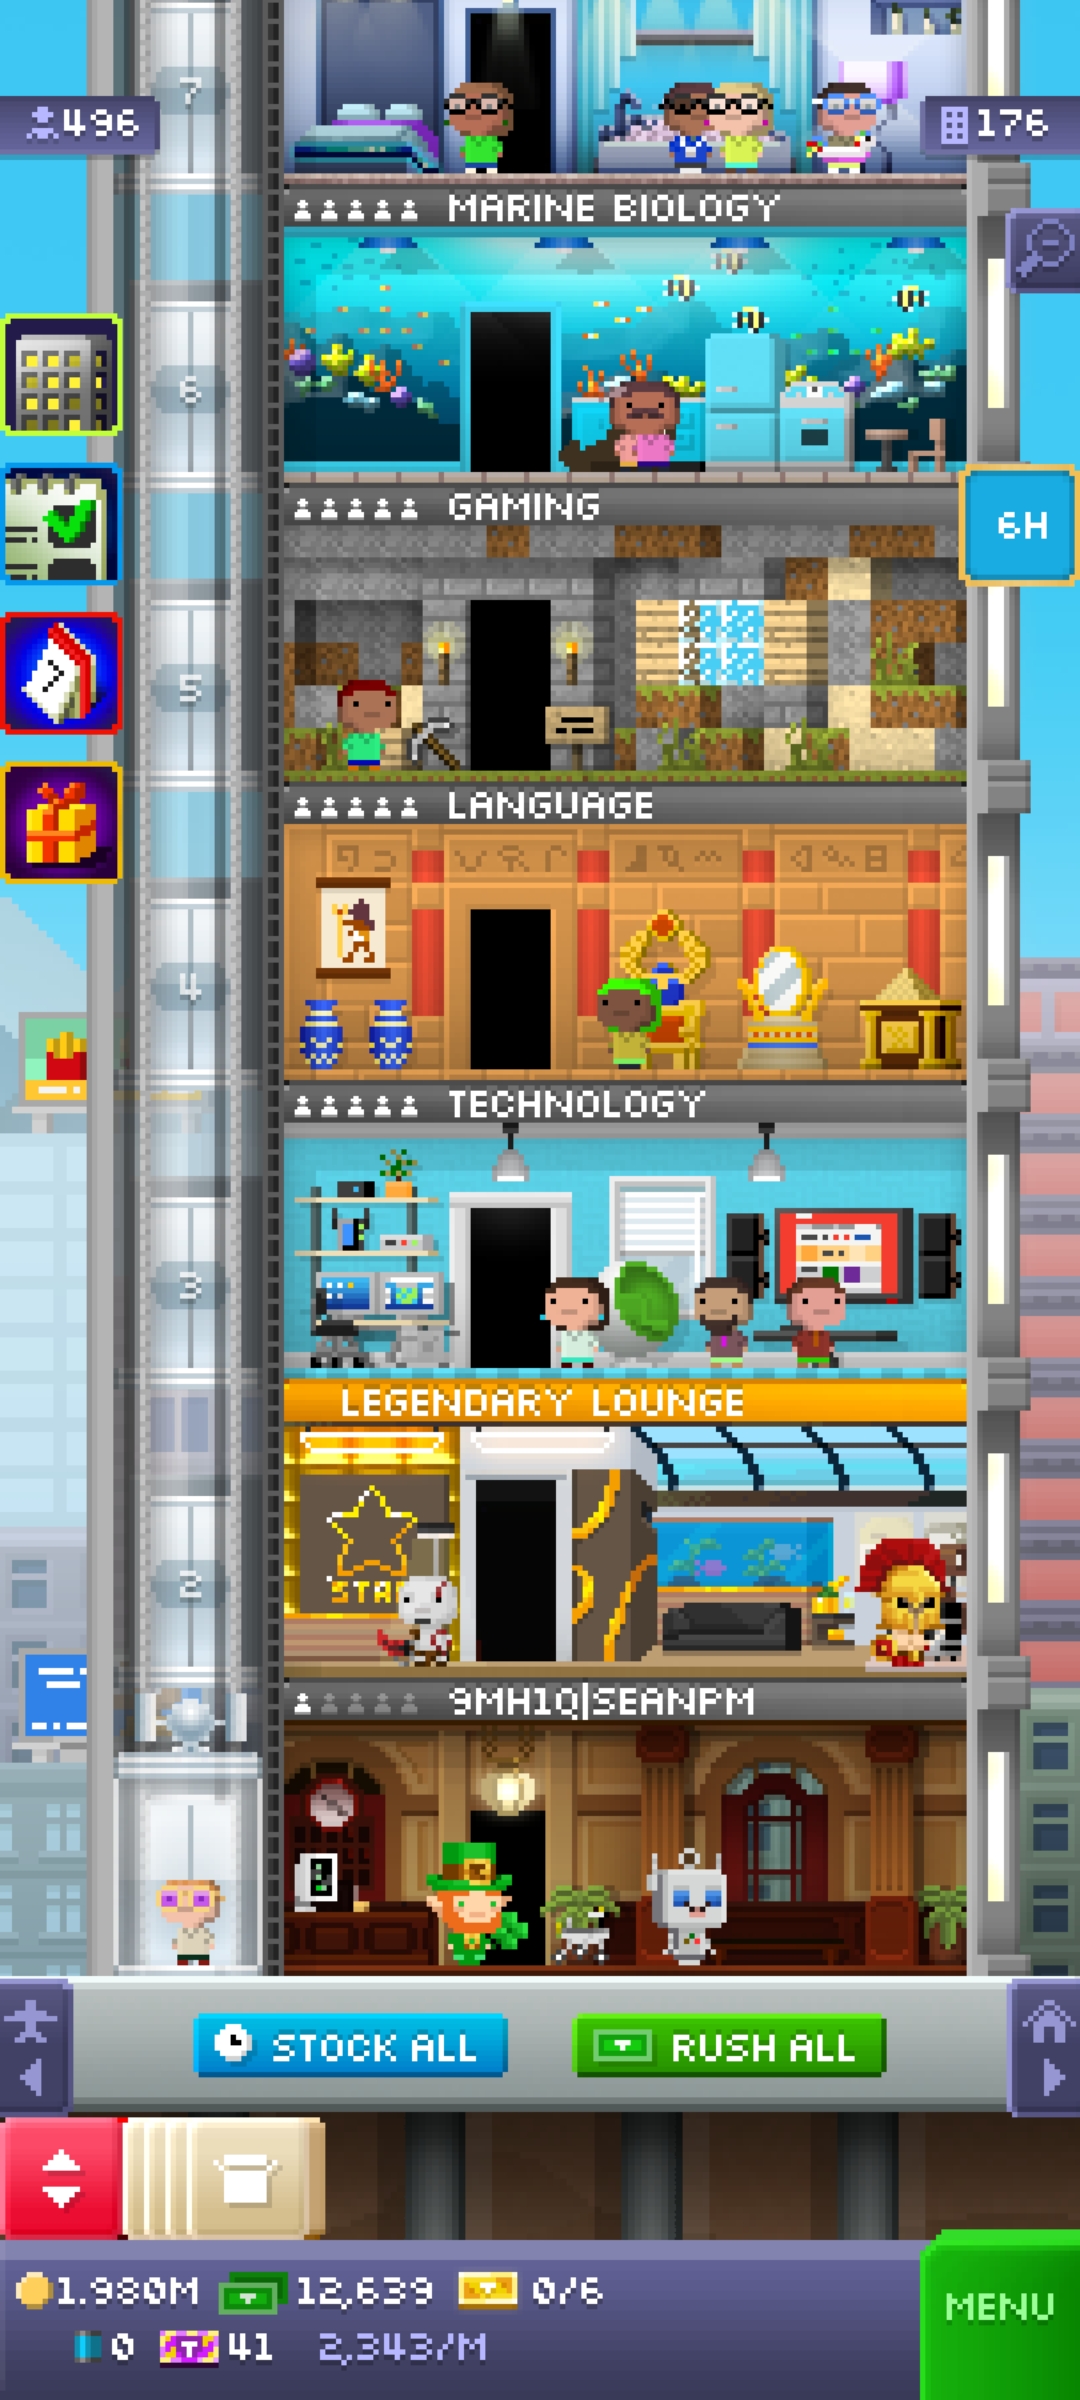 7
496
176
MARINE BIOLOGY
6
GAMING
6H
5
LANGUAGE
4
TECHNOLOGY
3
LEGENDARY LOUNGE
STA
2
9MH1Q|SEANPM
STOCK ALL
RUSH ALL
1.980M 12,639 0/6
0 41 2,343/M
MENU